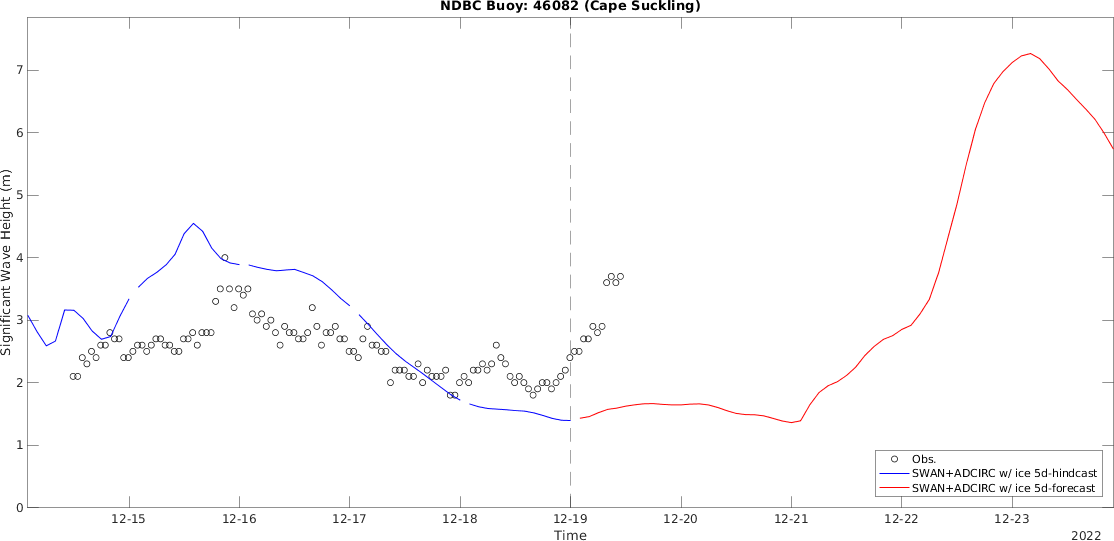 NDBC Buoy: 46082 (Cape Suckling)
Significant Wave Height (m)
7
6
5
4
3
2
1
0
Obs.
SWAN+ADCIRC w/ ice 5d-hindcast
SWAN+ADCIRC w/ ice 5d-forecast
12-15 12-16 12-17 12-18 12-19 12-20 12-21 12-22 12-23
Time
2022